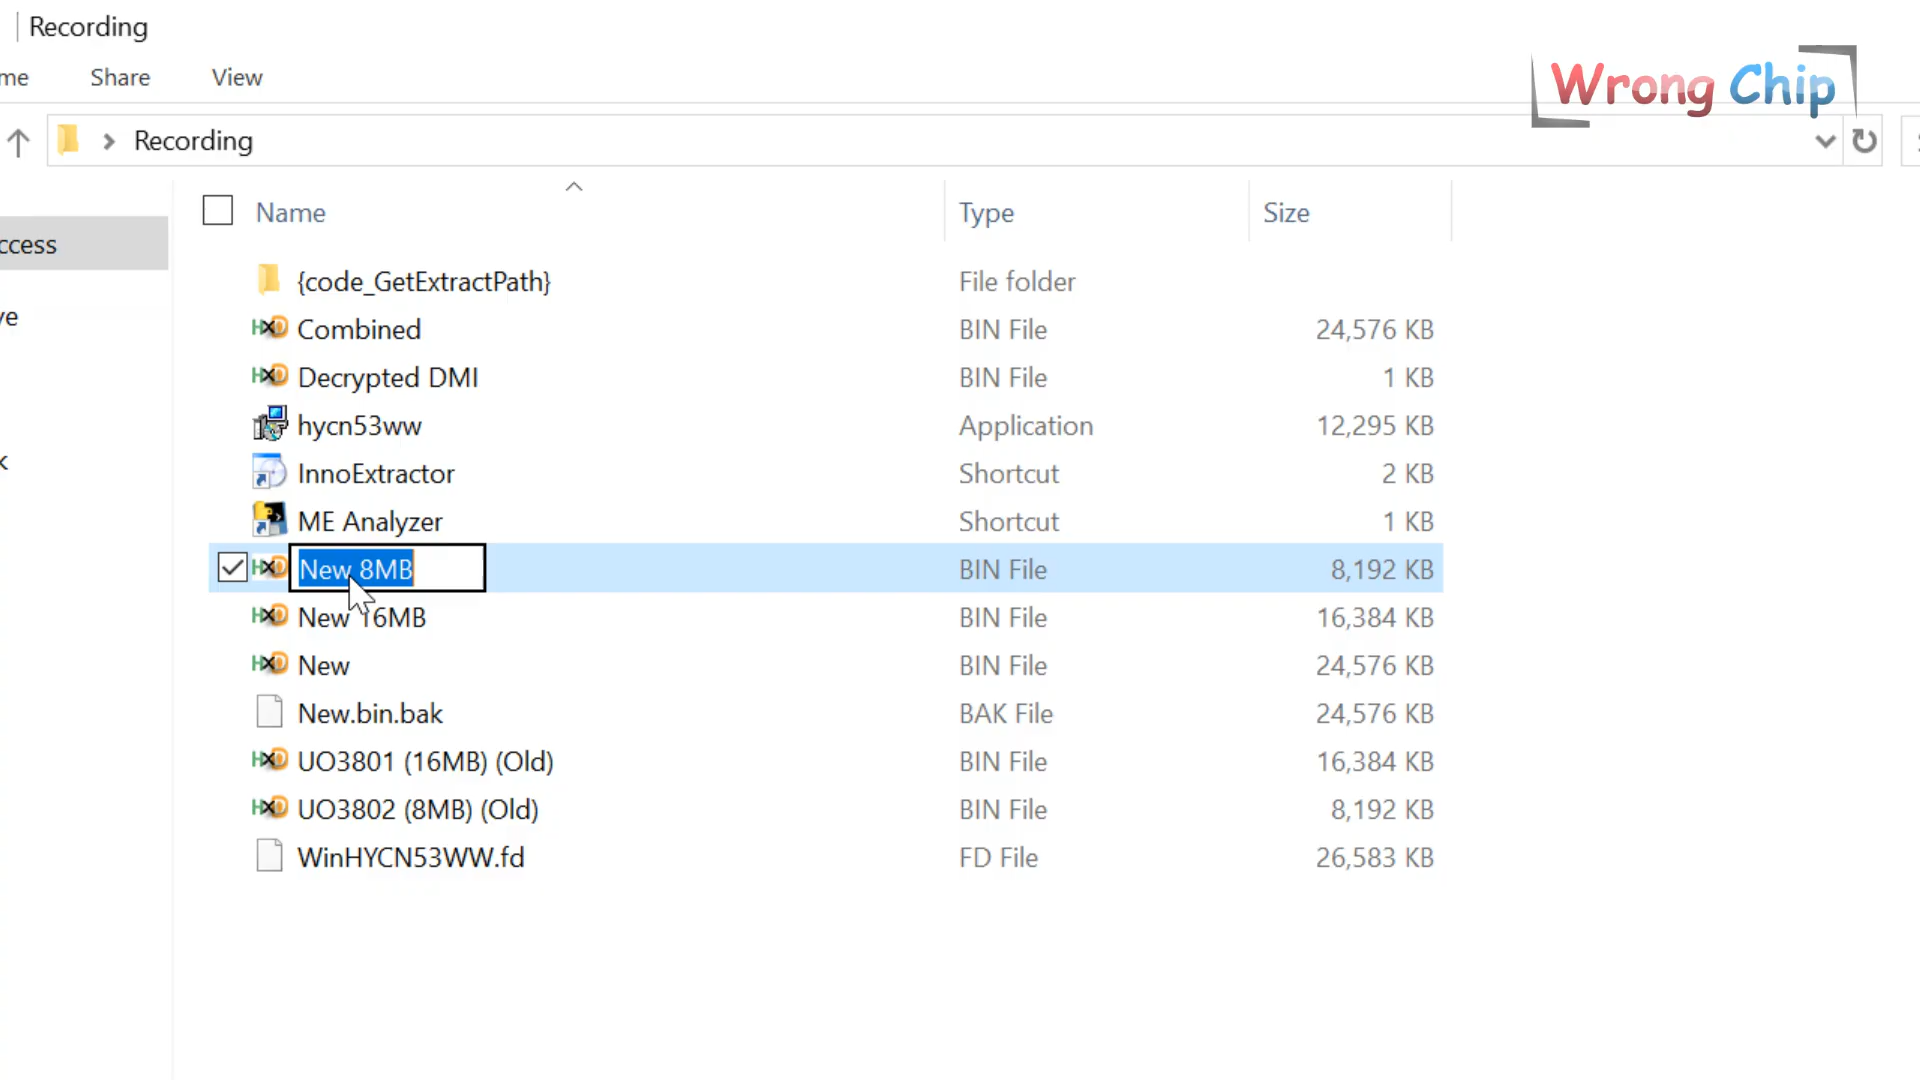 Recording
me Share View
Wrong Chip
Recording
Name Type Size
ccess
ve
k
{code_GetExtractPath} File folder
Combined BIN File 24,576 KB
Decrypted DMI BIN File 1 KB
hycn53ww Application 12,295 KB
InnoExtractor Shortcut 2 KB
ME Analyzer Shortcut 1 KB
New 8MB BIN File 8,192 KB
New 16MB BIN File 16,384 KB
New BIN File 24,576 KB
New.bin.bak BAK File 24,576 KB
UO3801 (16MB) (Old) BIN File 16,384 KB
UO3802 (8MB) (Old) BIN File 8,192 KB
WinHYCN53WW.fd FD File 26,583 KB